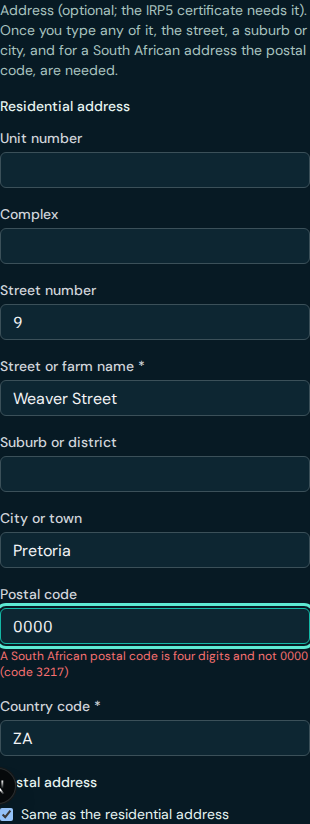 Address (optional; the IRP5 certificate needs it).
Once you type any of it, the street, a suburb or
city, and for a South African address the postal
code, are needed.
Residential address
Unit number
Complex
Street number
9
Street or farm name *
Weaver Street
Suburb or district
City or town
Pretoria
Postal code
0000
A South African postal code is four digits and not 0000
(code 3217)
Country code *
ZA
stal address
Same as the residential address